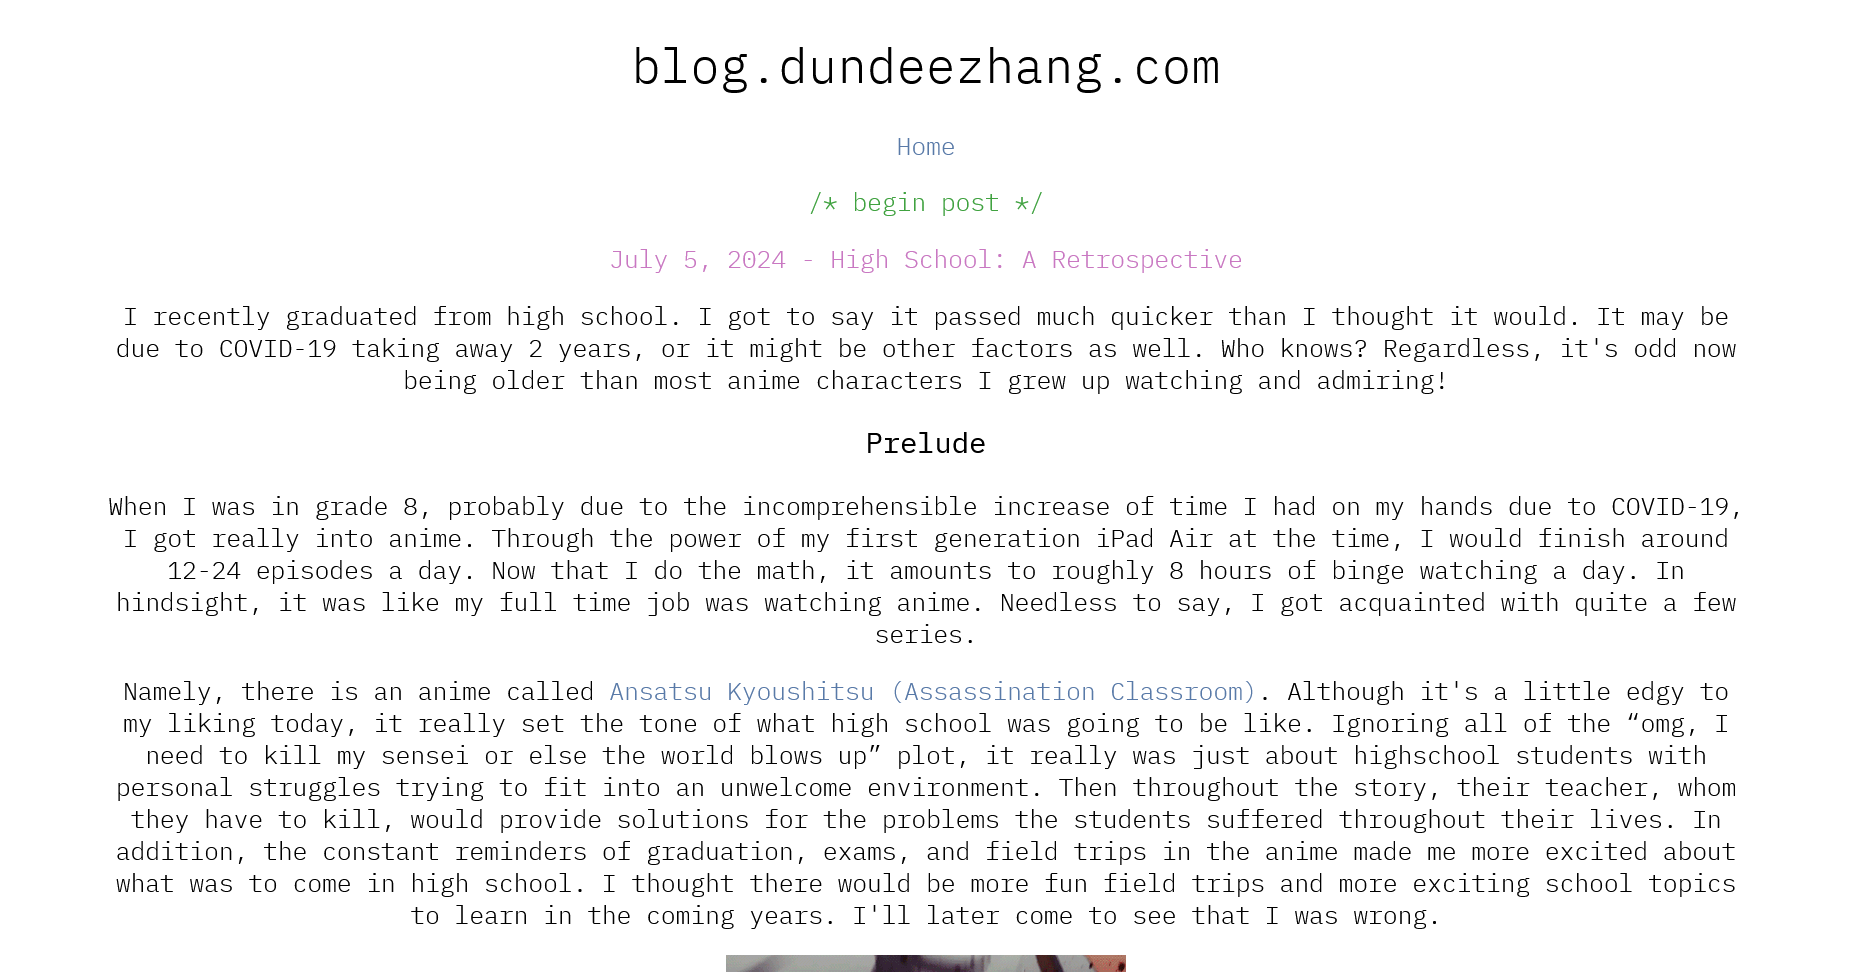 blog.dundeezhang.com
Home
/* begin post */
July 5, 2024 - High School: A Retrospective
I recently graduated from high school. I got to say it passed much quicker than I thought it would. It may be
due to COVID-19 taking away 2 years, or it might be other factors as well. Who knows? Regardless, it's odd now
being older than most anime characters I grew up watching and admiring!
Prelude
When I was in grade 8, probably due to the incomprehensible increase of time I had on my hands due to COVID-19,
I got really into anime. Through the power of my first generation iPad Air at the time, I would finish around
12-24 episodes a day. Now that I do the math, it amounts to roughly 8 hours of binge watching a day. In
hindsight, it was like my full time job was watching anime. Needless to say, I got acquainted with quite a few
series.
Namely, there is an anime called Ansatsu Kyoushitsu (Assassination Classroom). Although it's a little edgy to
my liking today, it really set the tone of what high school was going to be like. Ignoring all of the “omg, I
need to kill my sensei or else the world blows up” plot, it really was just about highschool students with
personal struggles trying to fit into an unwelcome environment. Then throughout the story, their teacher, whom
they have to kill, would provide solutions for the problems the students suffered throughout their lives. In
addition, the constant reminders of graduation, exams, and field trips in the anime made me more excited about
what was to come in high school. I thought there would be more fun field trips and more exciting school topics
to learn in the coming years. I'll later come to see that I was wrong.